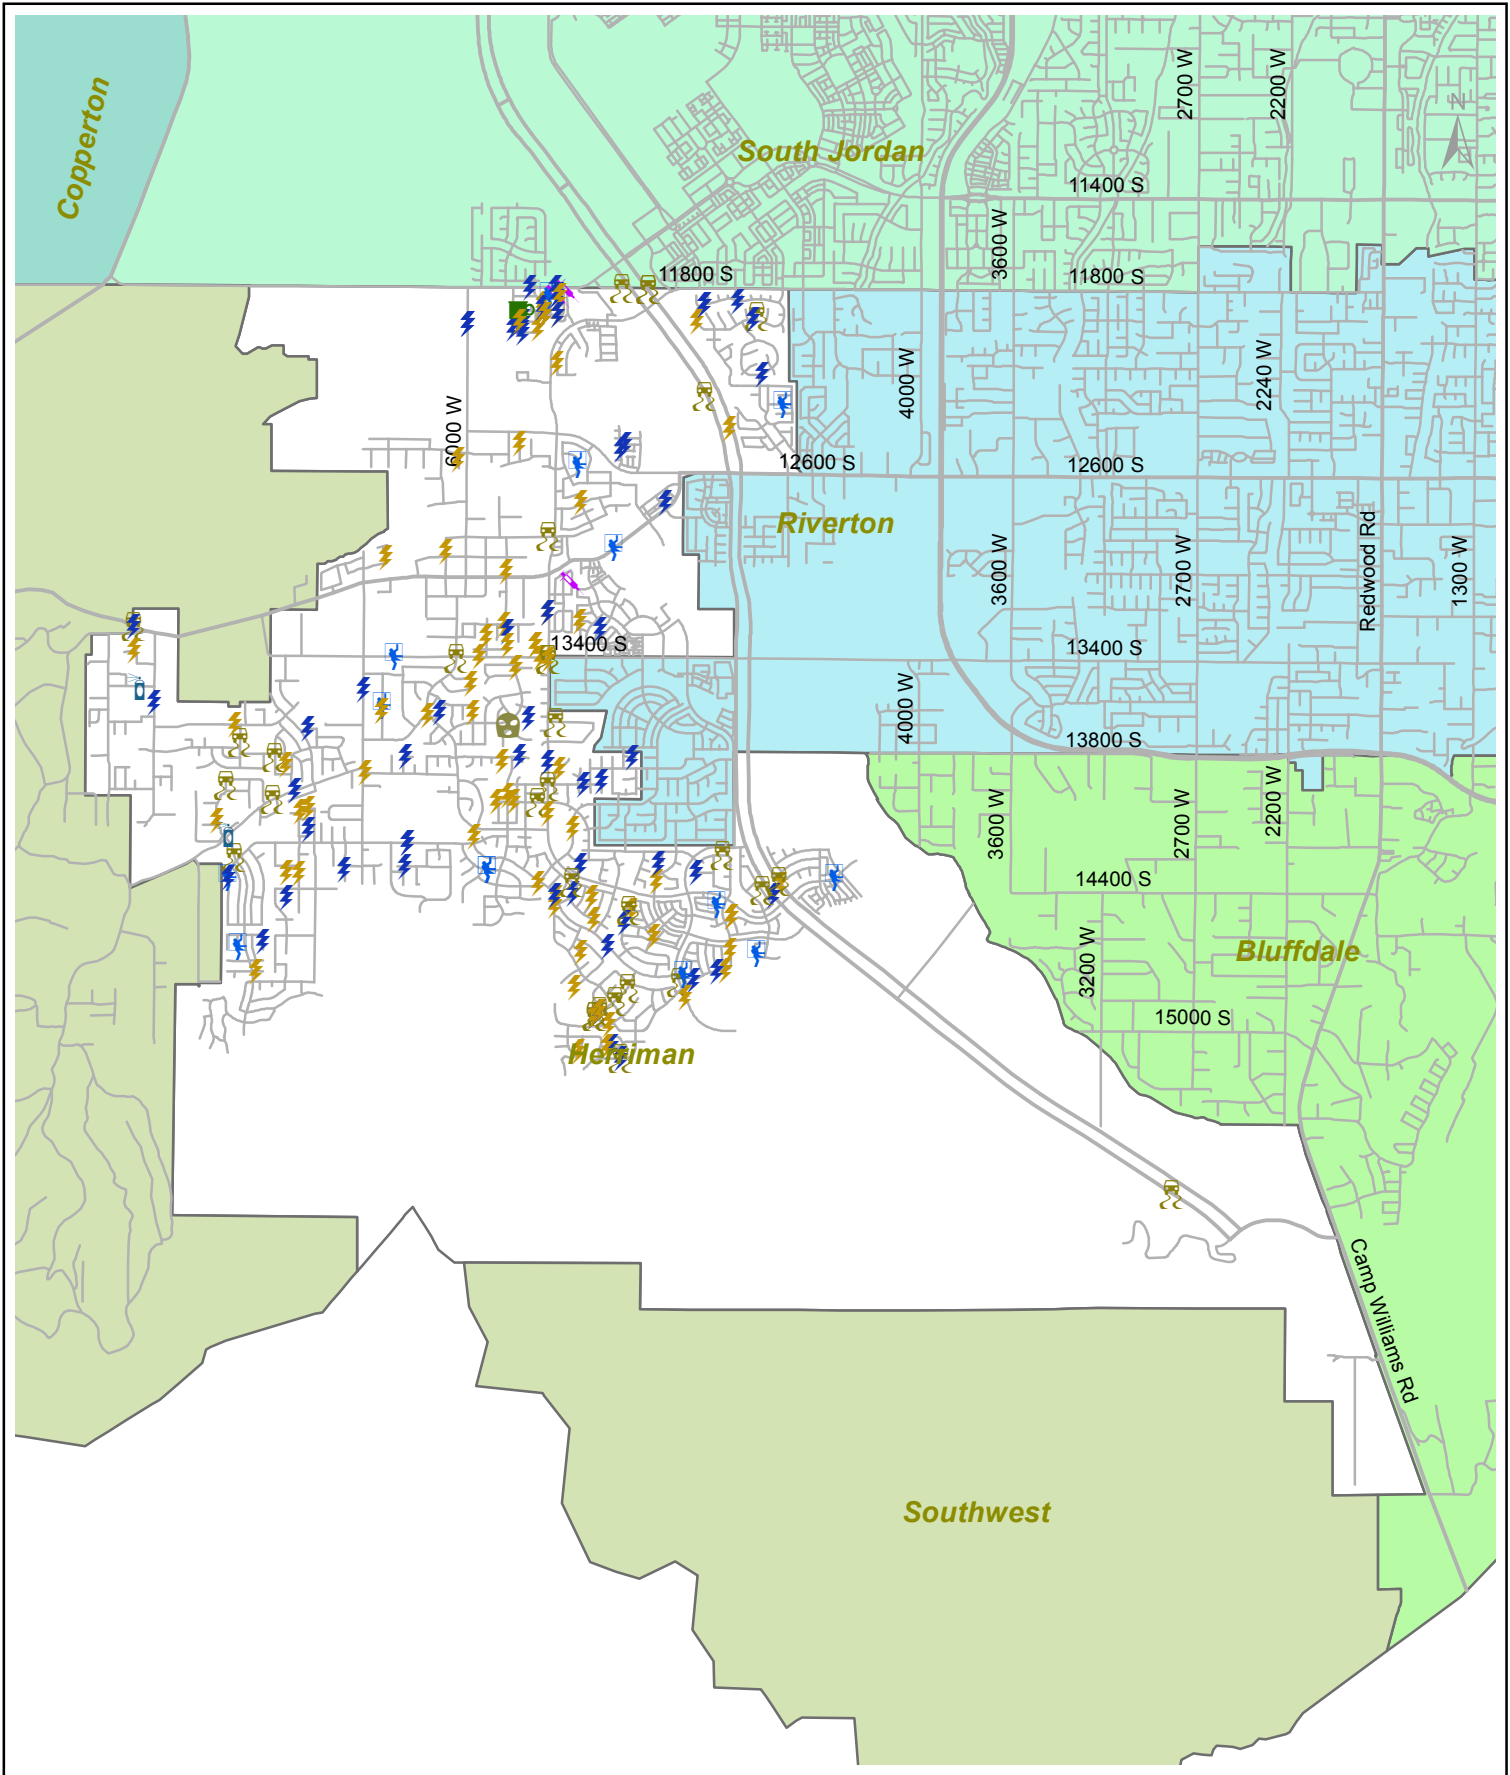 Copperton
South Jordan
2700 W
2200 W
N
11400 S
3600 W
11800 S
11800 S
6000 W
4000 W
2240 W
12600 S
12600 S
Riverton
3600 W
2700 W
Redwood Rd
1300 W
13400 S
13400 S
4000 W
13800 S
3600 W
2700 W
2200 W
14400 S
3200 W
Bluffdale
15000 S
Herriman
Camp Williams Rd
Southwest